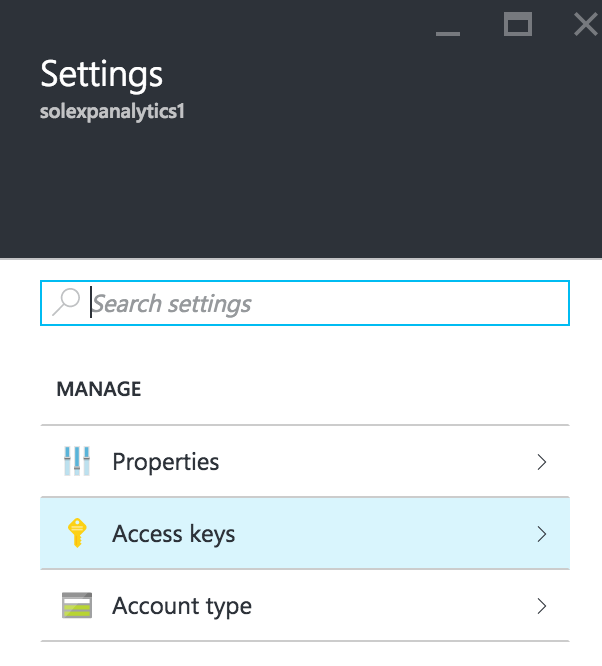 Settings
solexpanalytics1
Search settings
MANAGE
Properties
Access keys
Account type